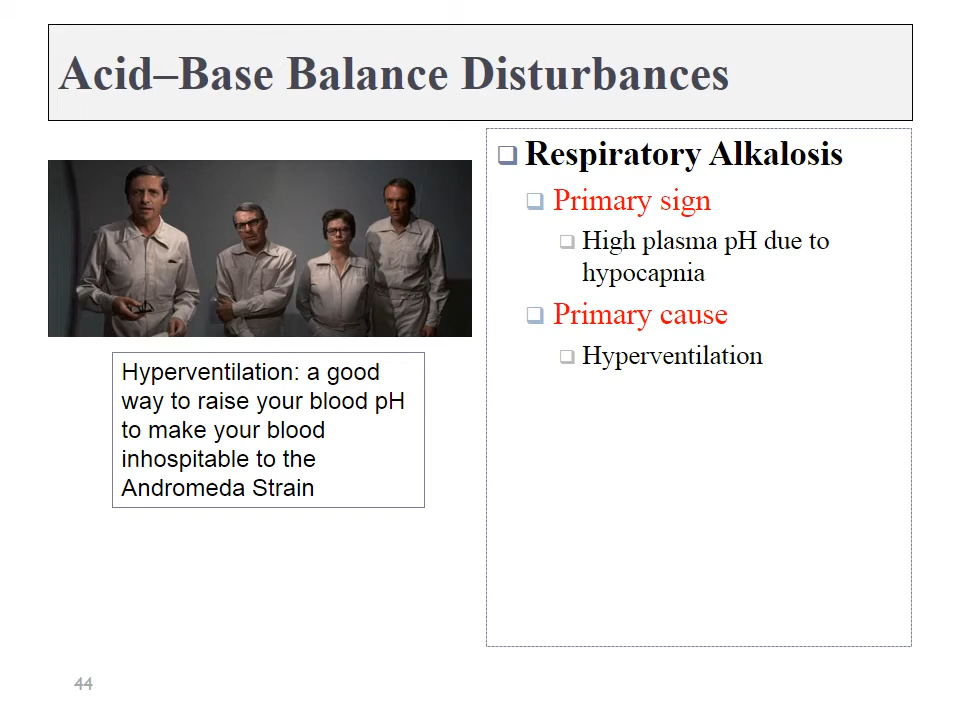 Acid–Base Balance Disturbances
Hyperventilation: a good
way to raise your blood pH
to make your blood
inhospitable to the
Andromeda Strain
Respiratory Alkalosis
Primary sign
High plasma pH due to
hypocapnia
Primary cause
Hyperventilation
44